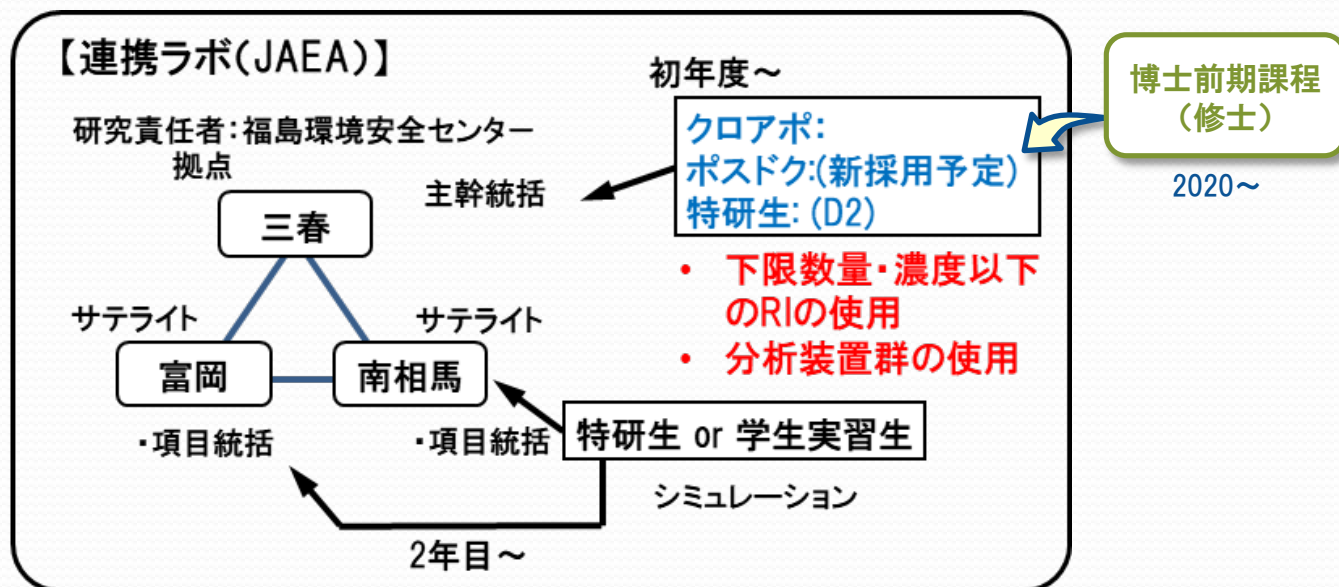 【連携ラボ(JAEA)】
研究責任者:福島環境安全センター
拠点
三春
サテライト
サテライト
富岡
南相馬
・項目統括
・項目統括
主幹統括
初年度~
クロアポ:
ポスドク:(新採用予定)
特研生: (D2)
• 下限数量・濃度以下
のRIの使用
• 分析装置群の使用
特研生 or 学生実習生
シミュレーション
2年目~
博士前期課程
(修士)
2020~